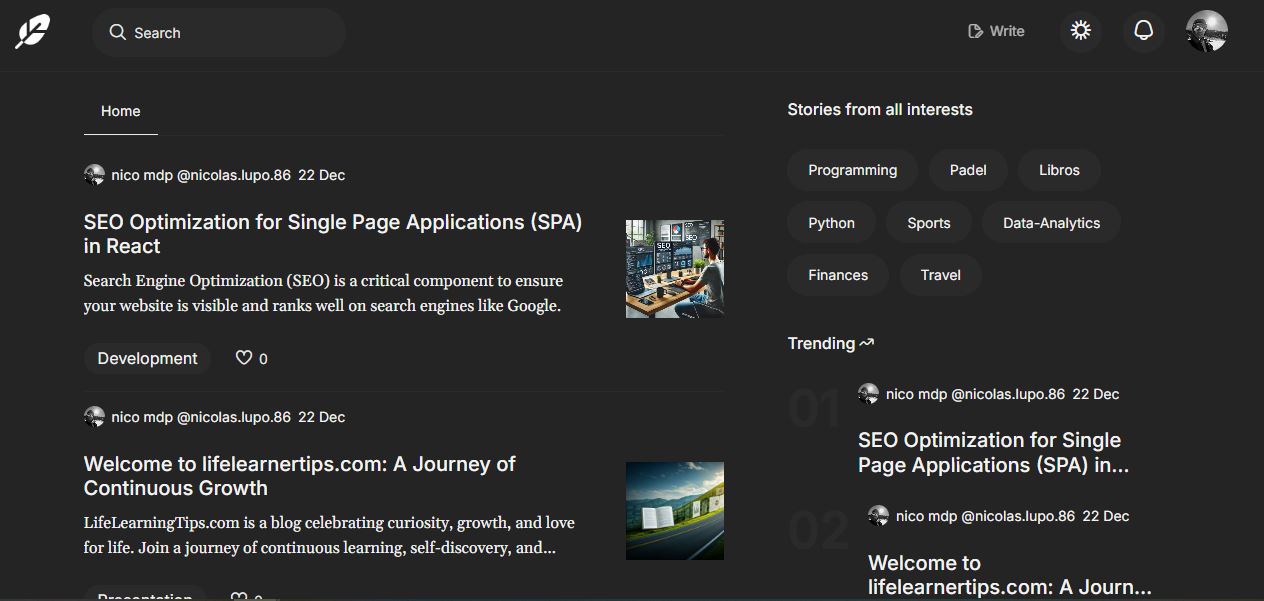 Search
Write
Home
nico mdp @nicolas.lupo.86 22 Dec
SEO Optimization for Single Page Applications (SPA)
in React
Search Engine Optimization (SEO) is a critical component to ensure
your website is visible and ranks well on search engines like Google.
Development
0
nico mdp @nicolas.lupo.86 22 Dec
Welcome to lifelearnertips.com: A Journey of
Continuous Growth
LifeLearningTips.com is a blog celebrating curiosity, growth, and love
for life. Join a journey of continuous learning, self-discovery, and...
Presentation
0
Stories from all interests
Programming Padel Libros
Python Sports Data-Analytics
Finances Travel
Trending
01
nico mdp @nicolas.lupo.86 22 Dec
SEO Optimization for Single
Page Applications (SPA) in...
02
nico mdp @nicolas.lupo.86 22 Dec
Welcome to
lifelearnertips.com: A Journ...